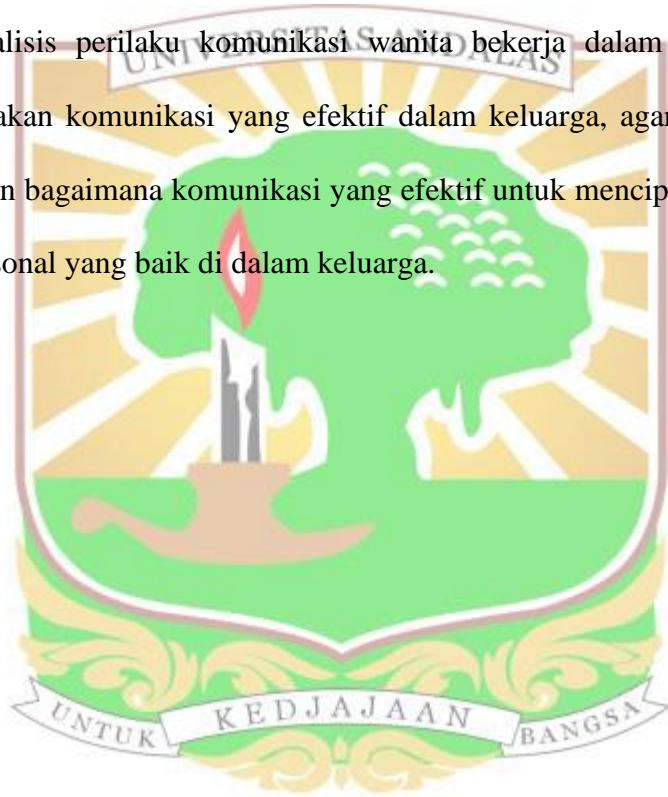 alisis perilaku komunikasi wanita bekerja dalam
UNIVERSITAS ANDALAS
akan komunikasi yang efektif dalam keluarga, agar
n bagaimana komunikasi yang efektif untuk mencip
sonal yang baik di dalam keluarga.
UNTUK KEDJAJAAN BANGSA